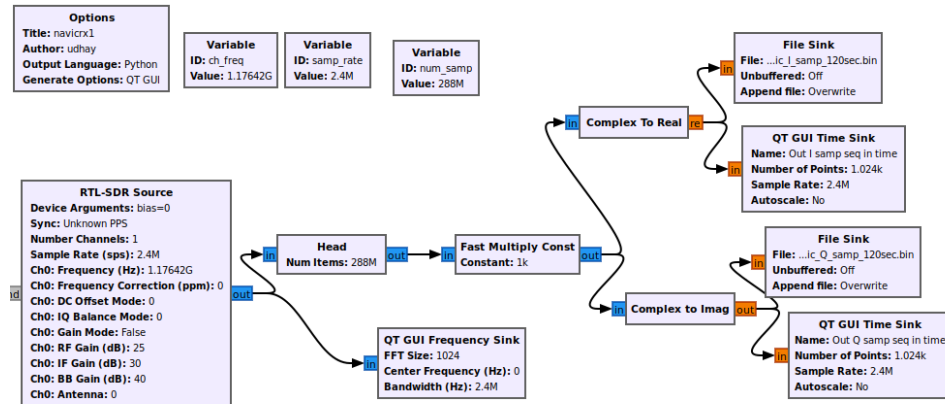 Options
Title: navicrx1
Author: udhay
Output Language: Python
Generate Options: QT GUI
Variable
ID: ch_freq
Value: 1.17642G
Variable
ID: samp_rate
Value: 2.4M
Variable
ID: num_samp
Value: 288M
File Sink
File: ...ic_I_samp_120sec.bin
Unbuffered: Off
Append file: Overwrite
in
in
Complex To Real
re
QT GUI Time Sink
Name: Out I samp seq in time
Number of Points: 1.024k
Sample Rate: 2.4M
Autoscale: No
in
RTL-SDR Source
Device Arguments: bias=0
Sync: Unknown PPS
Number Channels: 1
Sample Rate (sps): 2.4M
Ch0: Frequency (Hz): 1.17642G
Ch0: Frequency Correction (ppm): 0
Ch0: DC Offset Mode: 0
Ch0: IQ Balance Mode: 0
Ch0: Gain Mode: False
Ch0: RF Gain (dB): 25
Ch0: IF Gain (dB): 30
Ch0: BB Gain (dB): 40
Ch0: Antenna: 0
nd
out
in
Head
Num Items: 288M
out
in
Fast Multiply Const
Constant: 1k
out
File Sink
File: ...ic_Q_samp_120sec.bin
Unbuffered: Off
Append file: Overwrite
in
in
Complex to Imag
out
QT GUI Frequency Sink
FFT Size: 1024
Center Frequency (Hz): 0
Bandwidth (Hz): 2.4M
in
QT GUI Time Sink
Name: Out Q samp seq in time
Number of Points: 1.024k
Sample Rate: 2.4M
Autoscale: No
in